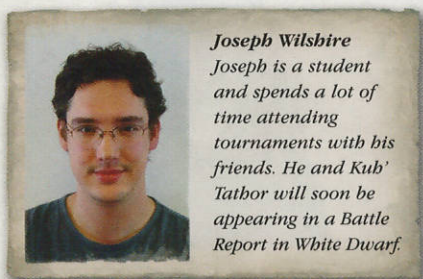 Joseph Wilshire
Joseph is a student
and spends a lot of
time attending
tournaments with his
friends. He and Kuh'
Tathor will soon be
appearing in a Battle
Report in White Dwarf.